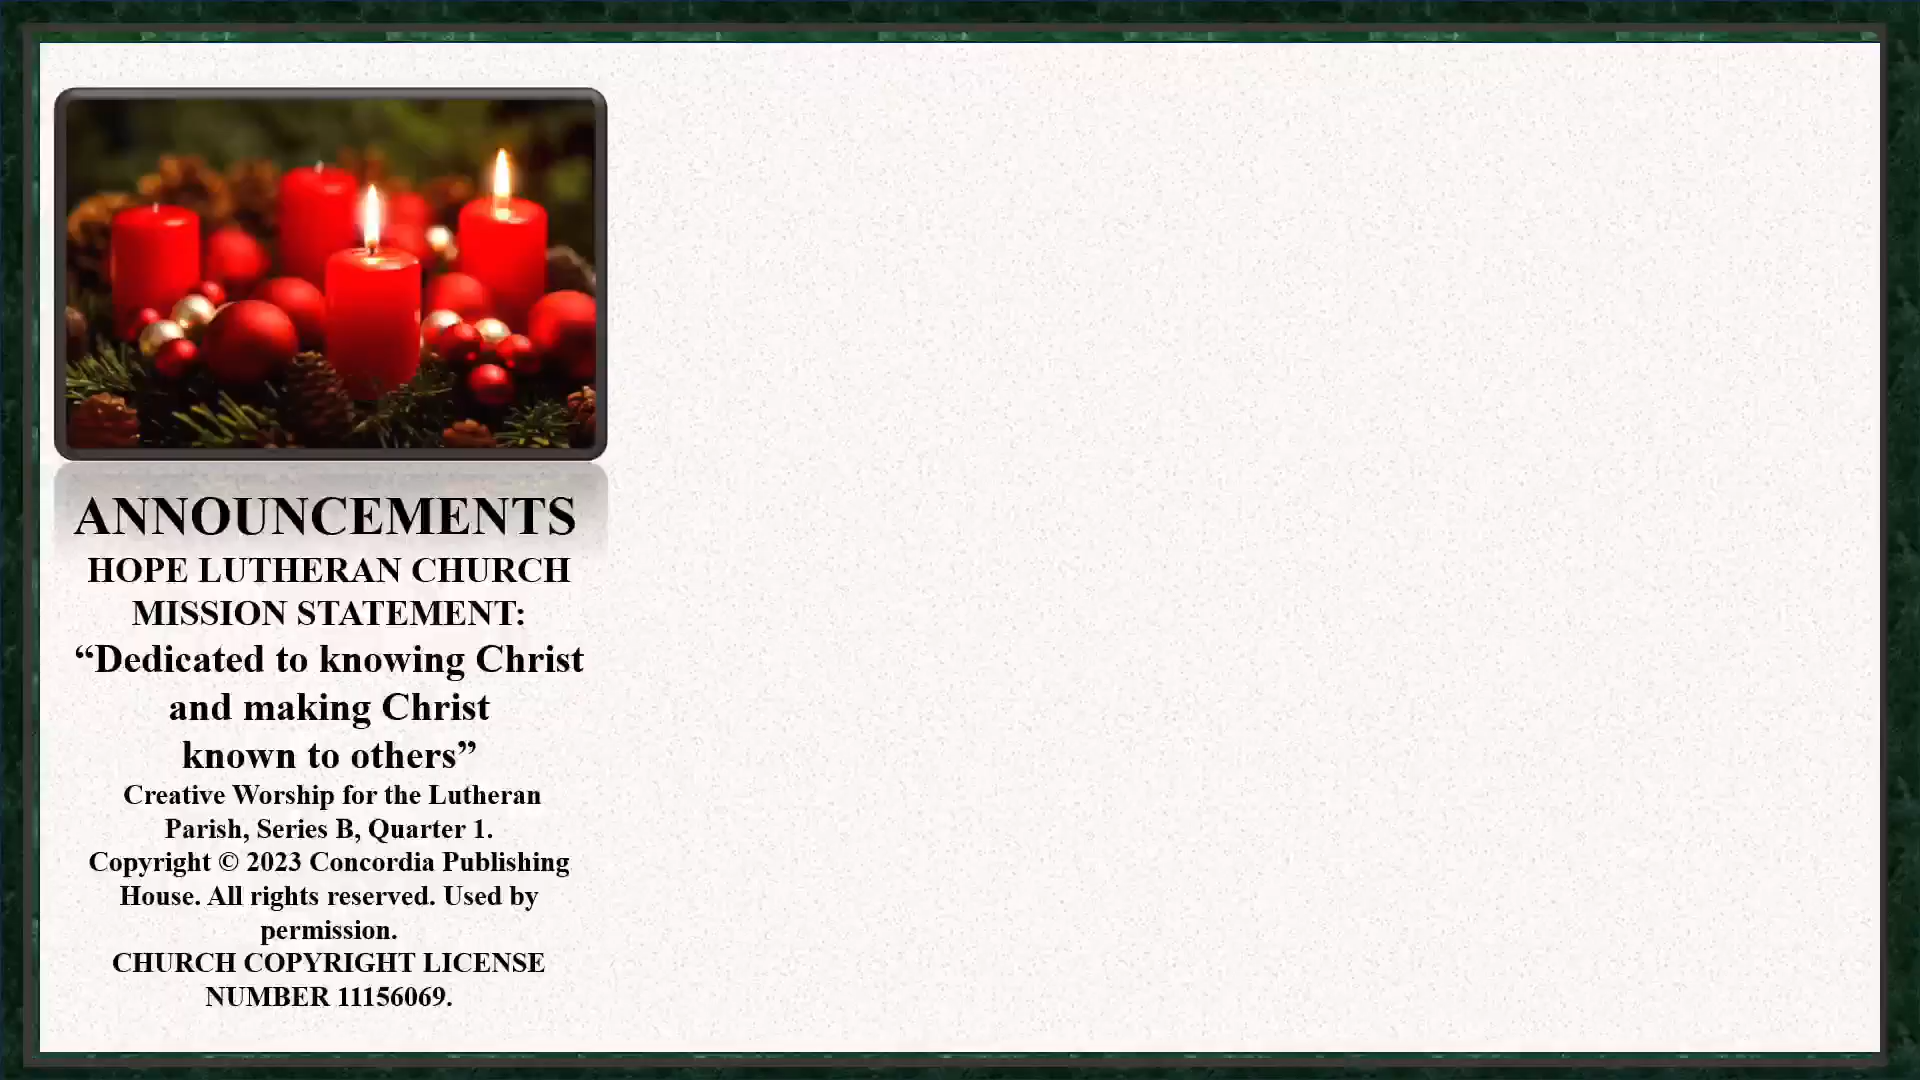 ANNOUNCEMENTS
HOPE LUTHERAN CHURCH
MISSION STATEMENT:
“Dedicated to knowing Christ
and making Christ
known to others”
Creative Worship for the Lutheran
Parish, Series B, Quarter 1.
Copyright © 2023 Concordia Publishing
House. All rights reserved. Used by
permission.
CHURCH COPYRIGHT LICENSE
NUMBER 11156069.